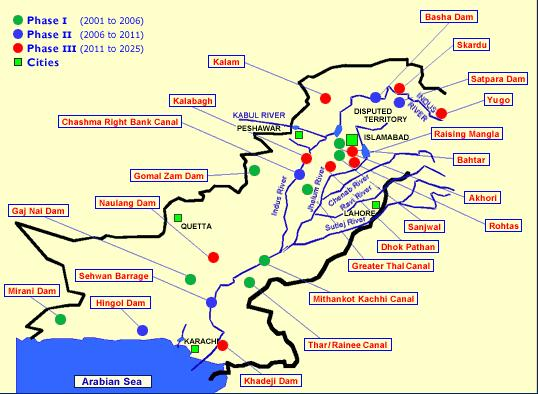 Phase I (2001 to 2006)
Phase II (2006 to 2011)
Phase III (2011 to 2025)
Cities
Basha Dam
Skardu
Kalam
Satpara Dam
Yugo
Kalabagh
INDUS RIVER
DISPUTED
TERRITORY
KABUL RIVER
Chashma Right Bank Canal
PESHAWAR
ISLAMABAD
Raising Mangla
Bahtar
Gomal Zam Dam
Akhori
Indus River
Jhelum River
Chenab River
Ravi River
Naulang Dam
Gaj Nai Dam
LAHORE
QUETTA
Sutlej River
Sanjwal
Rohtas
Dhok Pathan
Greater Thal Canal
Sehwan Barrage
Mirani Dam
Hingol Dam
Mithankot Kachhi Canal
KARACHI
Thar/Rainee Canal
Arabian Sea
Khadeji Dam